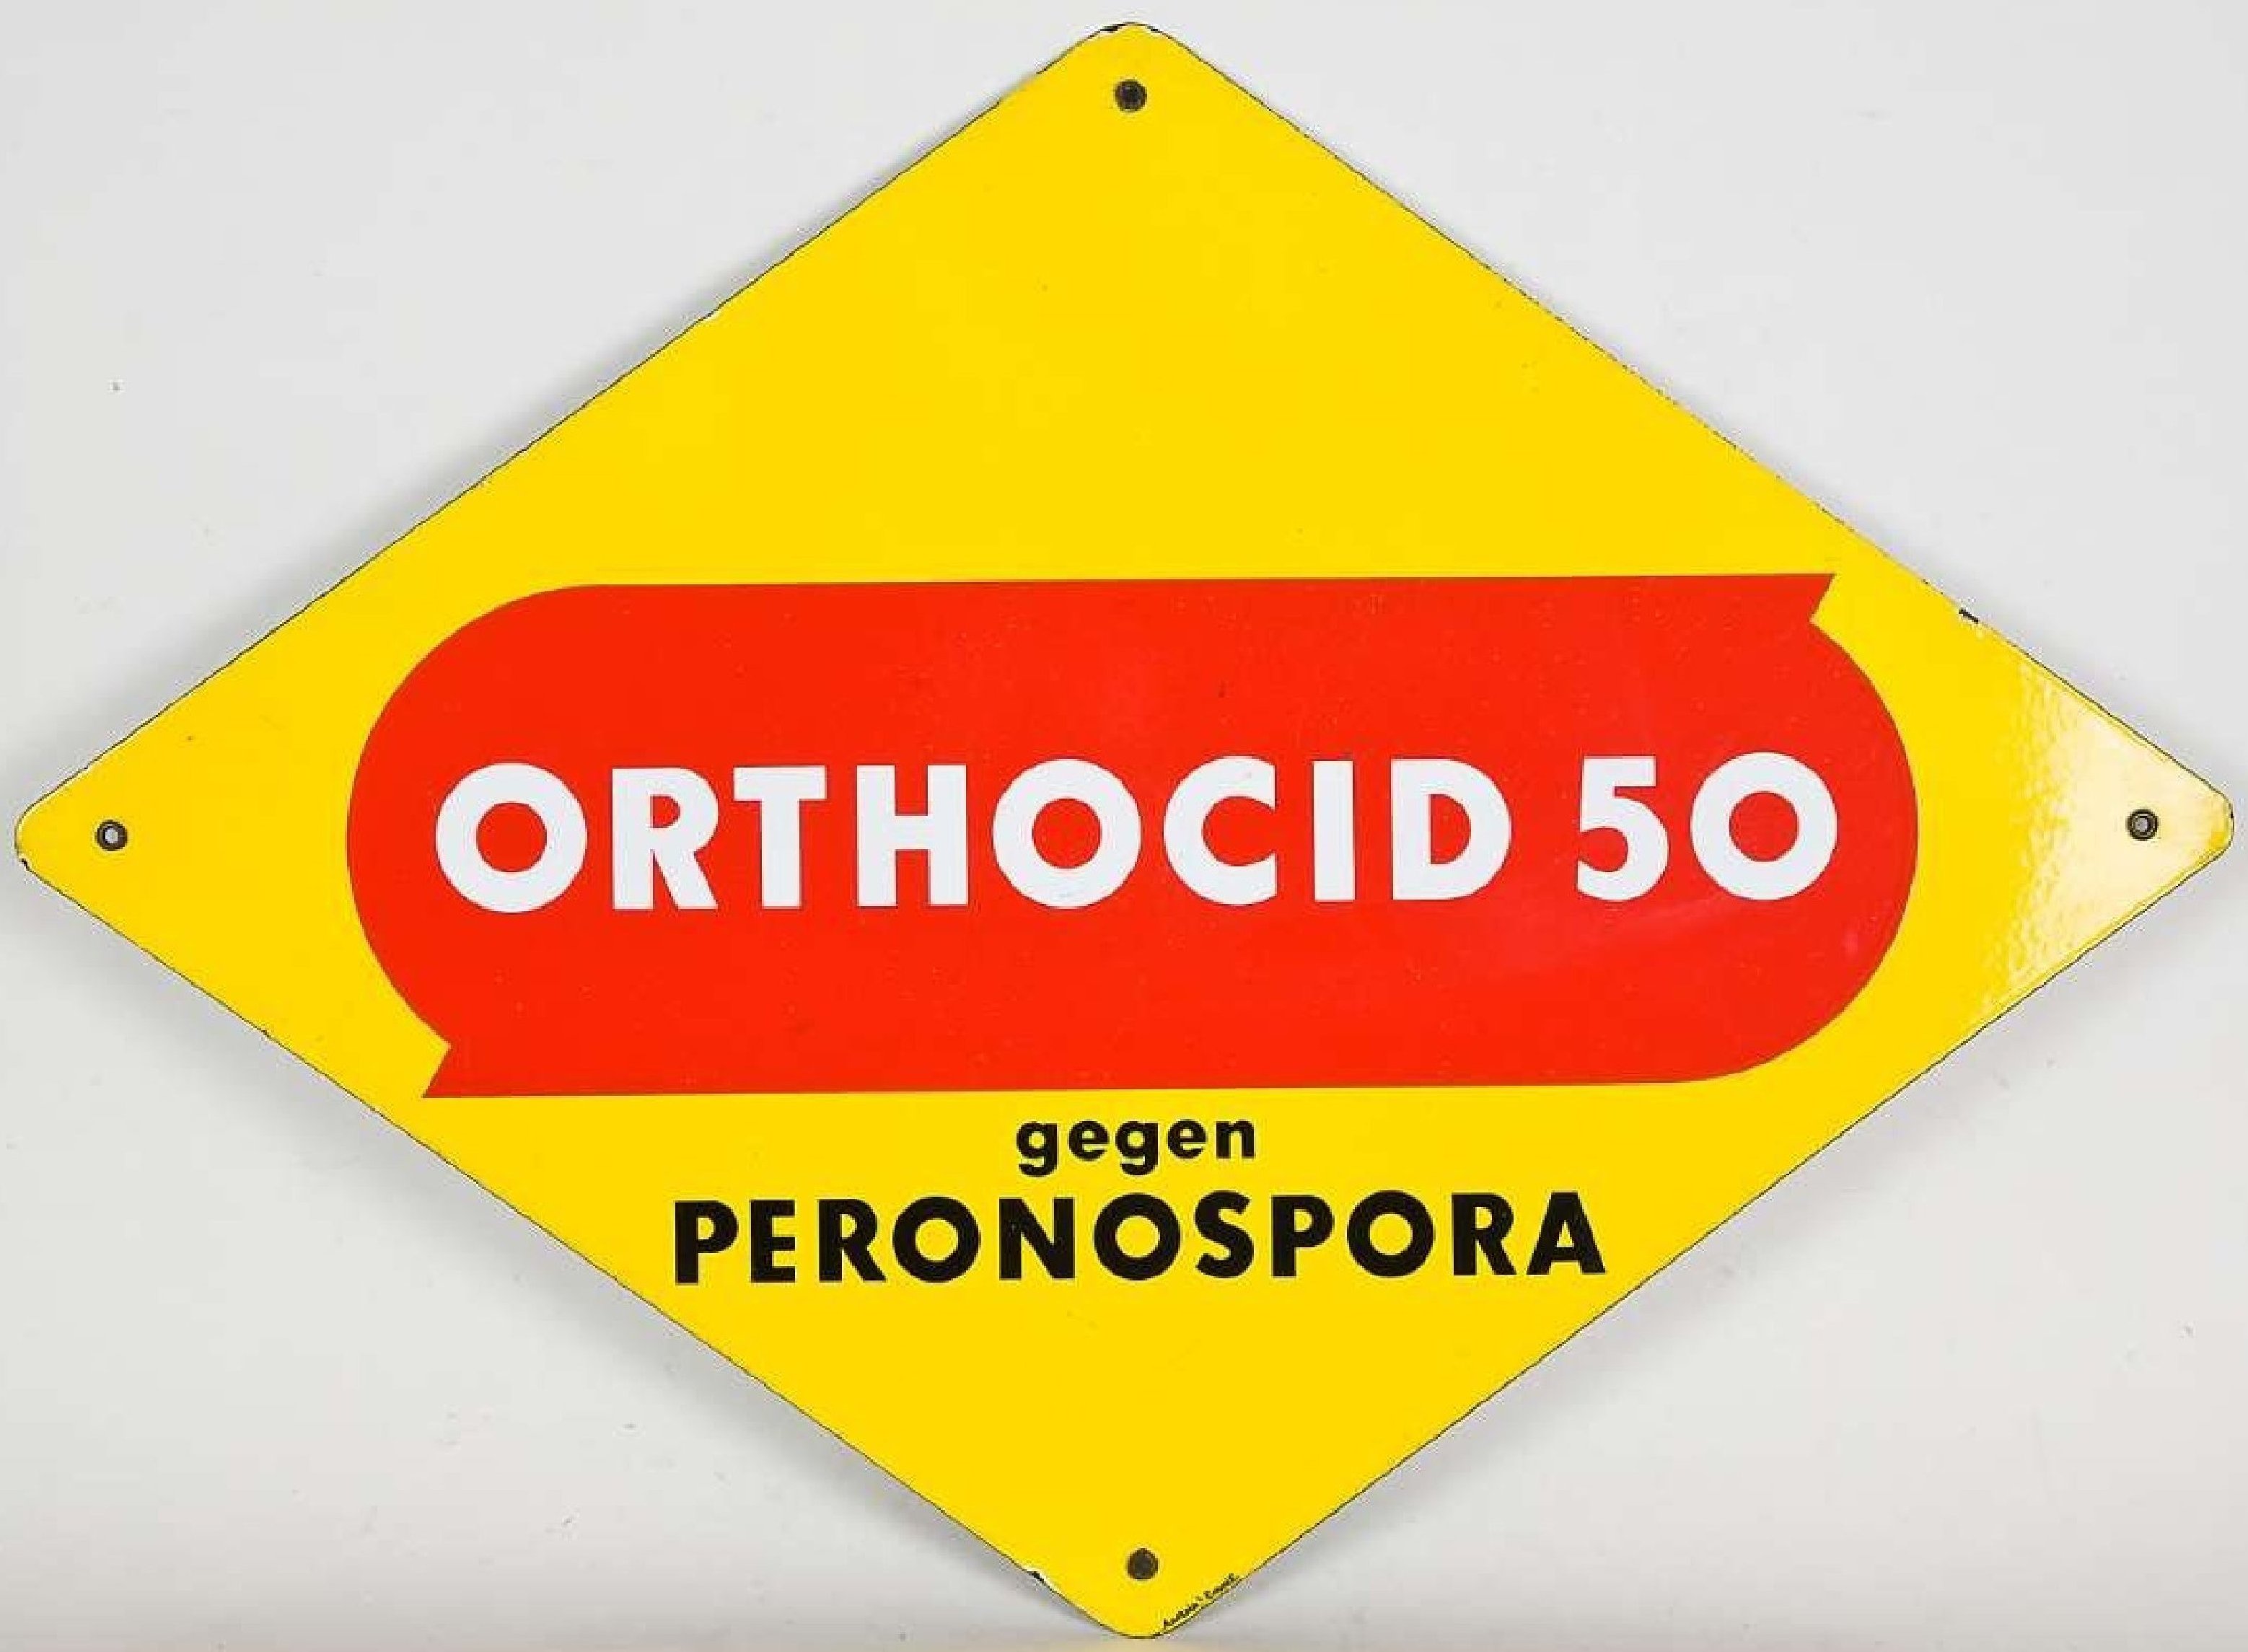 ORTHOCID 50
gegen
PERONOSPORA